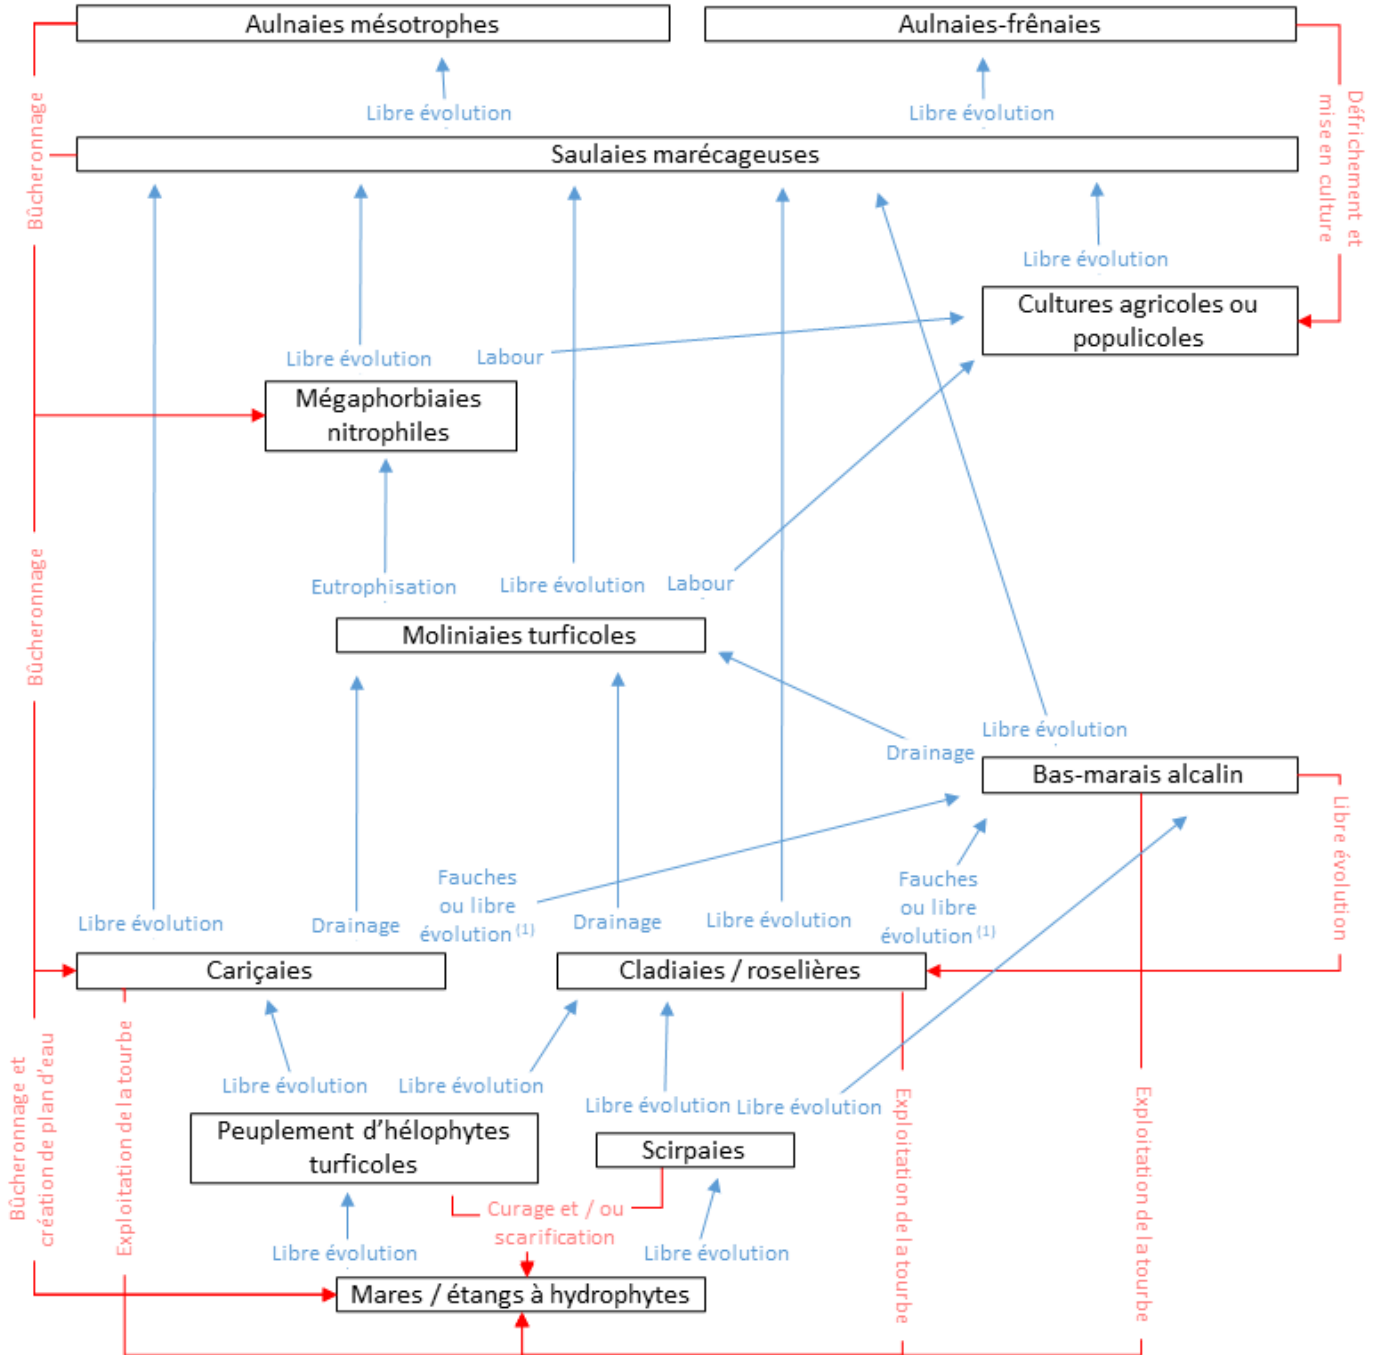 Aulnaies mésotrophes
Aulnaies-frênaies
Libre évolution
Libre évolution
Bûcheronnage
Défrichement et
mise en culture
Saulaies marécageuses
Libre évolution
Cultures agricoles ou
populicoles
Libre évolution
Labour
Mégaphorbiaies
nitrophiles
Bûcheronnage
Eutrophisation
Libre évolution
Labour
Moliniaies turficoles
Libre évolution
Drainage
Bas-marais alcalin
Libre évolution
Libre évolution
Drainage
Fauches
ou libre
évolution (1)
Drainage
Libre évolution
Fauches
ou libre
évolution (1)
Cariçaies
Cladiaies / roselières
Bûcheronnage et
création de plan d’eau
Exploitation de la tourbe
Libre évolution
Libre évolution
Libre évolution
Libre évolution
Exploitation de la tourbe
Exploitation de la tourbe
Peuplement d’hélophytes
turficoles
Scirpaies
Curage et / ou
scarification
Libre évolution
Libre évolution
Mares / étangs à hydrophytes